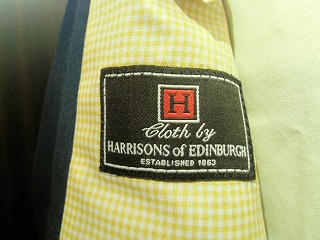 H
Cloth by
HARRISONS of EDINBURGH
ESTABLISHED 1863